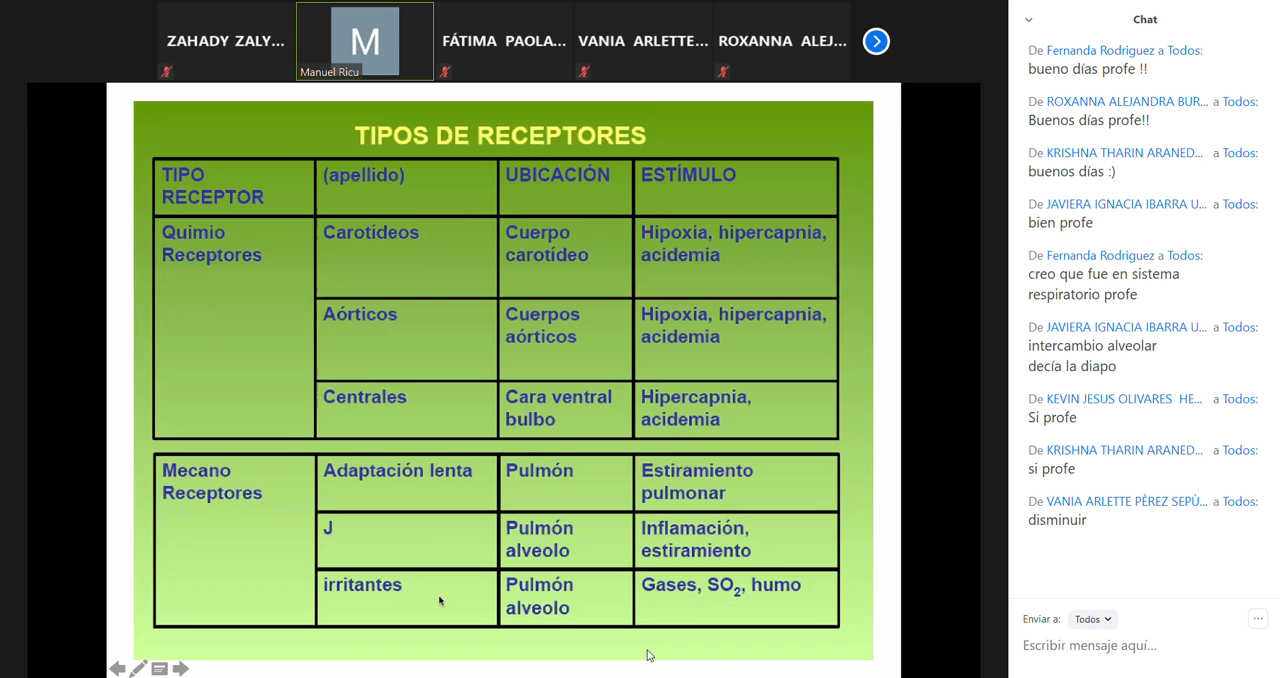 ZAHADY ZALY...
M
Manuel Ricu
FÁTIMA PAOLA...
VANIA ARLETTE...
ROXANNA ALEJ...
TIPOS DE RECEPTORES
TIPO
RECEPTOR
(apellido)
UBICACIÓN
ESTÍMULO
Quimio
Receptores
Carotídeos
Cuerpo
carotídeo
Hipoxia, hipercapnia,
acidemia
Aórticos
Cuerpos
aórticos
Hipoxia, hipercapnia,
acidemia
Centrales
Cara ventral
bulbo
Hipercapnia,
acidemia
Mecano
Receptores
Adaptación lenta
Pulmón
Estiramiento
pulmonar
J
Pulmón
alveolo
Inflamación,
estiramiento
irritantes
Pulmón
alveolo
Gases, SO2, humo
Chat
De Fernanda Rodriguez a Todos:
bueno días profe !!
De ROXANNA ALEJANDRA BUR... a Todos:
Buenos días profe!!
De KRISHNA THARIN ARANED... a Todos:
buenos días :)
De JAVIERA IGNACIA IBARRA U... a Todos:
bien profe
De Fernanda Rodriguez a Todos:
creo que fue en sistema
respiratorio profe
De JAVIERA IGNACIA IBARRA U... a Todos:
intercambio alveolar
decía la diapo
De KEVIN JESUS OLIVARES HE... a Todos:
Si profe
De KRISHNA THARIN ARANED... a Todos:
si profe
De VANIA ARLETTE PÈREZ SEPÙ... a Todos:
disminuir
Enviar a: Todos
Escribir mensaje aquí...